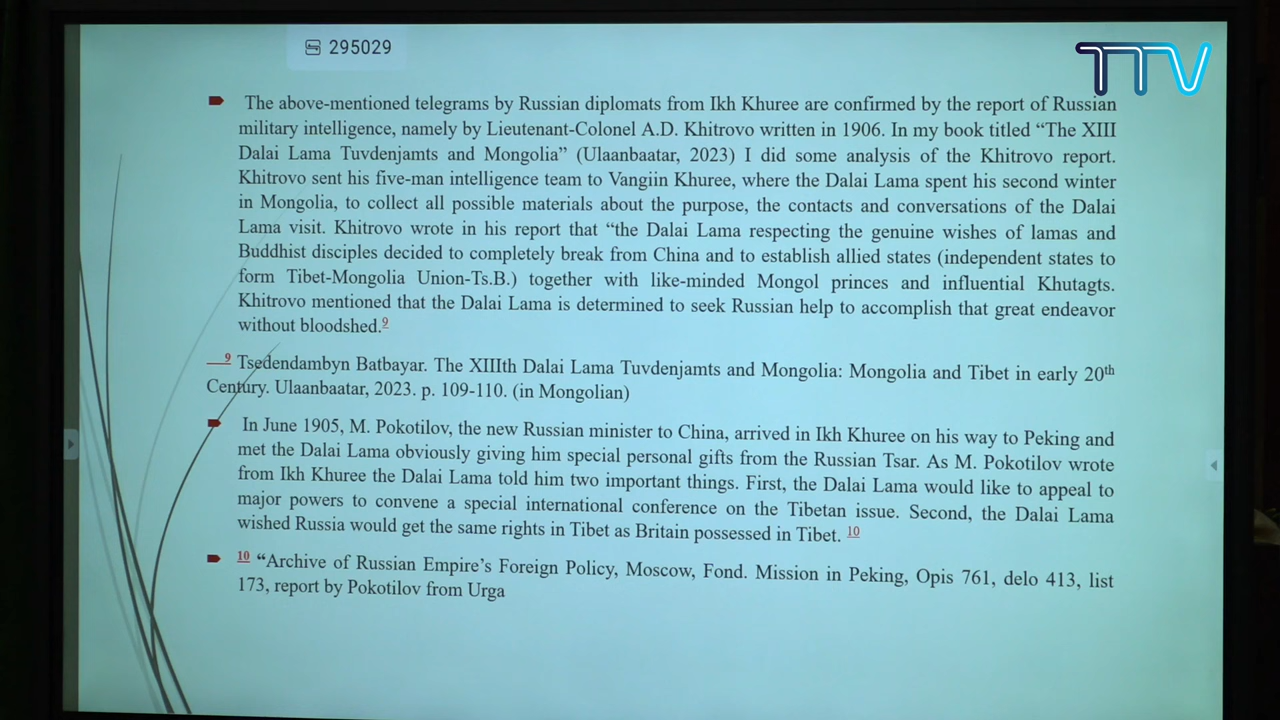 295029
TTV
The above-mentioned telegrams by Russian diplomats from Ikh Khuree are confirmed by the report of Russian
military intelligence, namely by Lieutenant-Colonel A.D. Khitrovo written in 1906. In my book titled “The XIII
Dalai Lama Tuvdenjamts and Mongolia” (Ulaanbaatar, 2023) I did some analysis of the Khitrovo report.
Khitrovo sent his five-man intelligence team to Vangiin Khuree, where the Dalai Lama spent his second winter
in Mongolia, to collect all possible materials about the purpose, the contacts and conversations of the Dalai
Lama visit. Khitrovo wrote in his report that “the Dalai Lama respecting the genuine wishes of lamas and
Buddhist disciples decided to completely break from China and to establish allied states (independent states to
form Tibet-Mongolia Union-Ts.B.) together with like-minded Mongol princes and influential Khutagts.
Khitrovo mentioned that the Dalai Lama is determined to seek Russian help to accomplish that great endeavor
without bloodshed.9
9 Tsedendambyn Batbayar. The XIIIth Dalai Lama Tuvdenjamts and Mongolia: Mongolia and Tibet in early 20th
Century. Ulaanbaatar, 2023. p. 109-110. (in Mongolian)
In June 1905, M. Pokotilov, the new Russian minister to China, arrived in Ikh Khuree on his way to Peking and
met the Dalai Lama obviously giving him special personal gifts from the Russian Tsar. As M. Pokotilov wrote
from Ikh Khuree the Dalai Lama told him two important things. First, the Dalai Lama would like to appeal to
major powers to convene a special international conference on the Tibetan issue. Second, the Dalai Lama
wished Russia would get the same rights in Tibet as Britain possessed in Tibet. 10
10 “Archive of Russian Empire’s Foreign Policy, Moscow, Fond. Mission in Peking, Opis 761, delo 413, list
173, report by Pokotilov from Urga